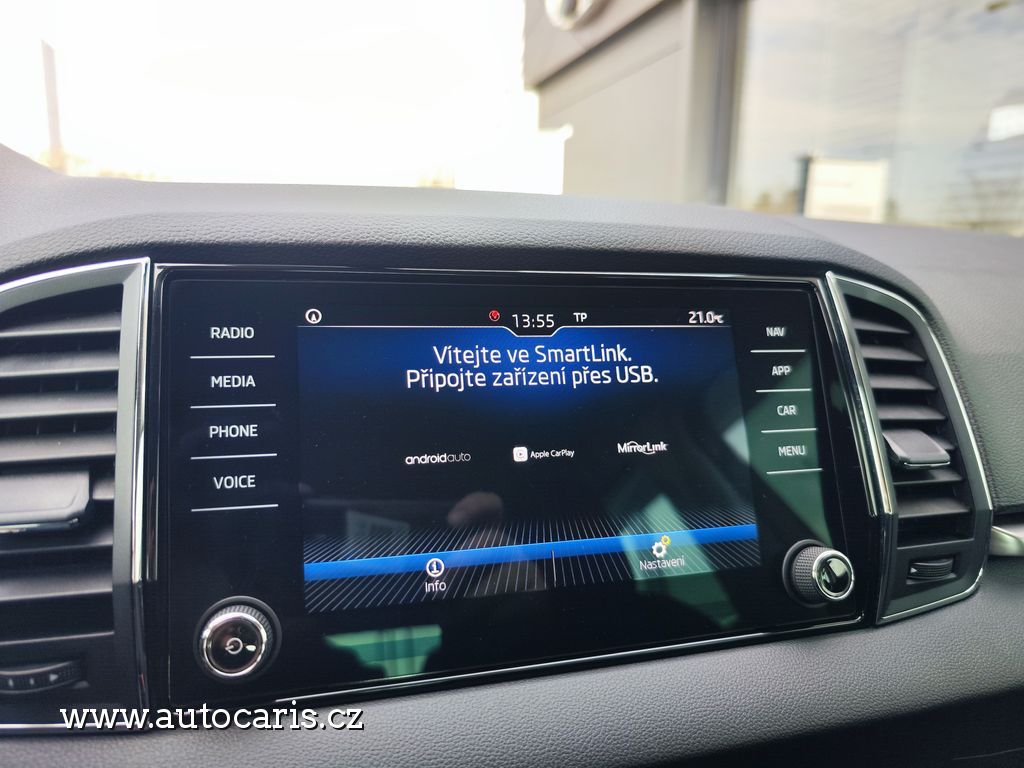 13:55
TP
21.0°C
RADIO
MEDIA
PHONE
VOICE
Vítejte ve SmartLink.
Připojte zařízení přes USB.
androidauto
Apple CarPlay
MirrorLink
Info
Nastavení
NAV
APP
CAR
MENU
www.autocaris.cz